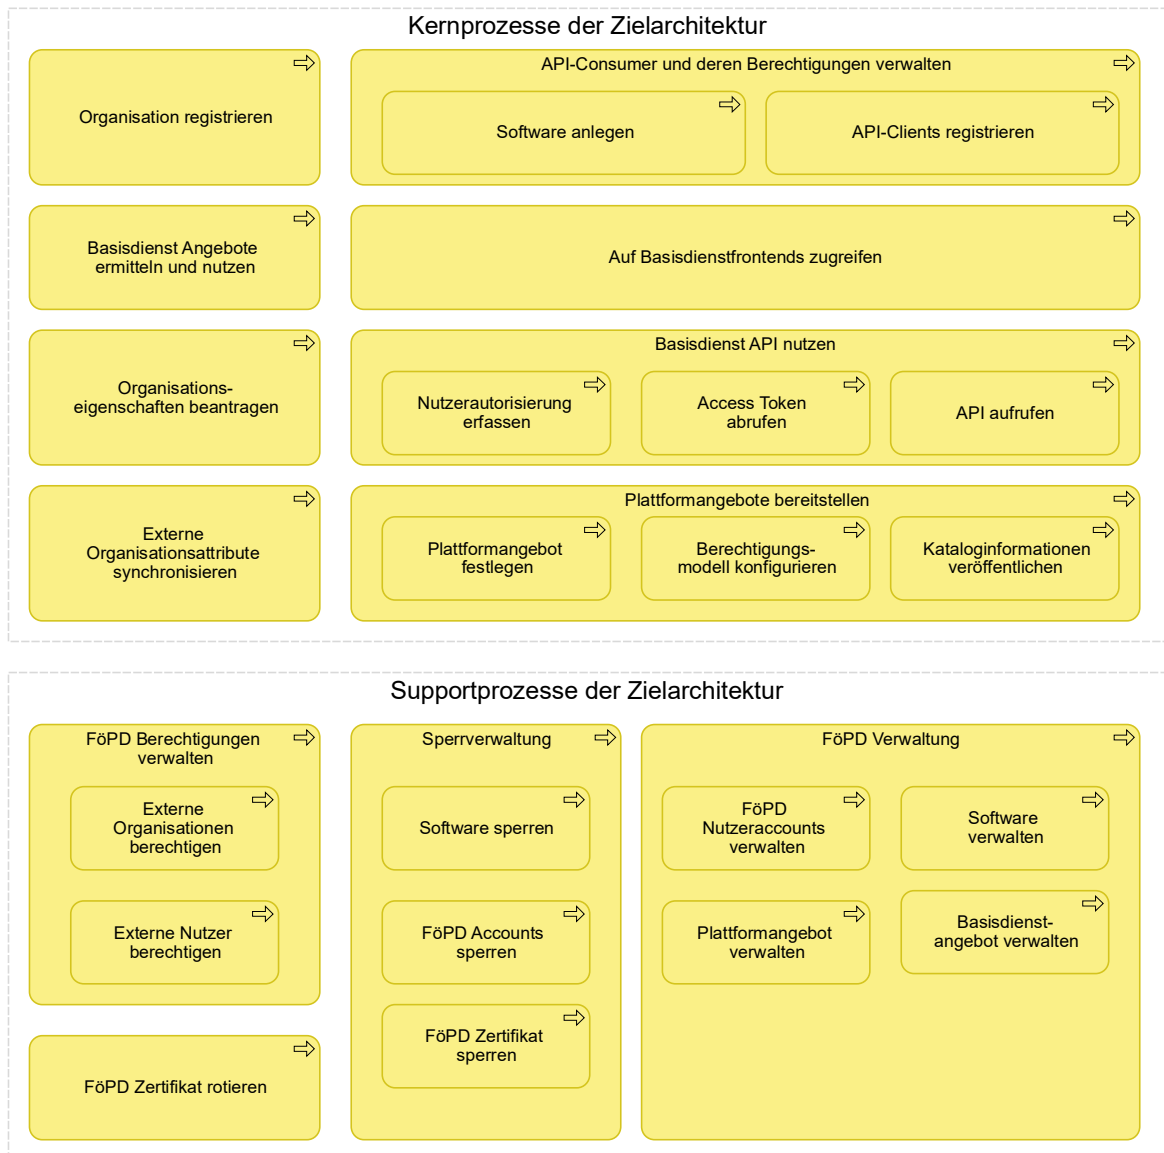 Kernprozesse der Zielarchitektur
Organisation registrieren
API-Consumer und deren Berechtigungen verwalten
Software anlegen
API-Clients registrieren
Basisdienst Angebote
ermitteln und nutzen
Auf Basisdienstfrontends zugreifen
Organisations-
eigenschaften beantragen
Basisdienst API nutzen
Nutzerautorisierung
erfassen
Access Token
abrufen
API aufrufen
Externe
Organisationsattribute
synchronisieren
Plattformangebote bereitstellen
Plattformangebot
festlegen
Berechtigungs-
modell konfigurieren
Kataloginformationen
veröffentlichen
Supportprozesse der Zielarchitektur
FöPD Berechtigungen
verwalten
Externe
Organisationen
berechtigen
Externe Nutzer
berechtigen
FöPD Zertifikat rotieren
Sperrverwaltung
Software sperren
FöPD Accounts
sperren
FöPD Zertifikat
sperren
FöPD Verwaltung
FöPD
Nutzeraccounts
verwalten
Software
verwalten
Plattformangebot
verwalten
Basisdienst-
angebot verwalten